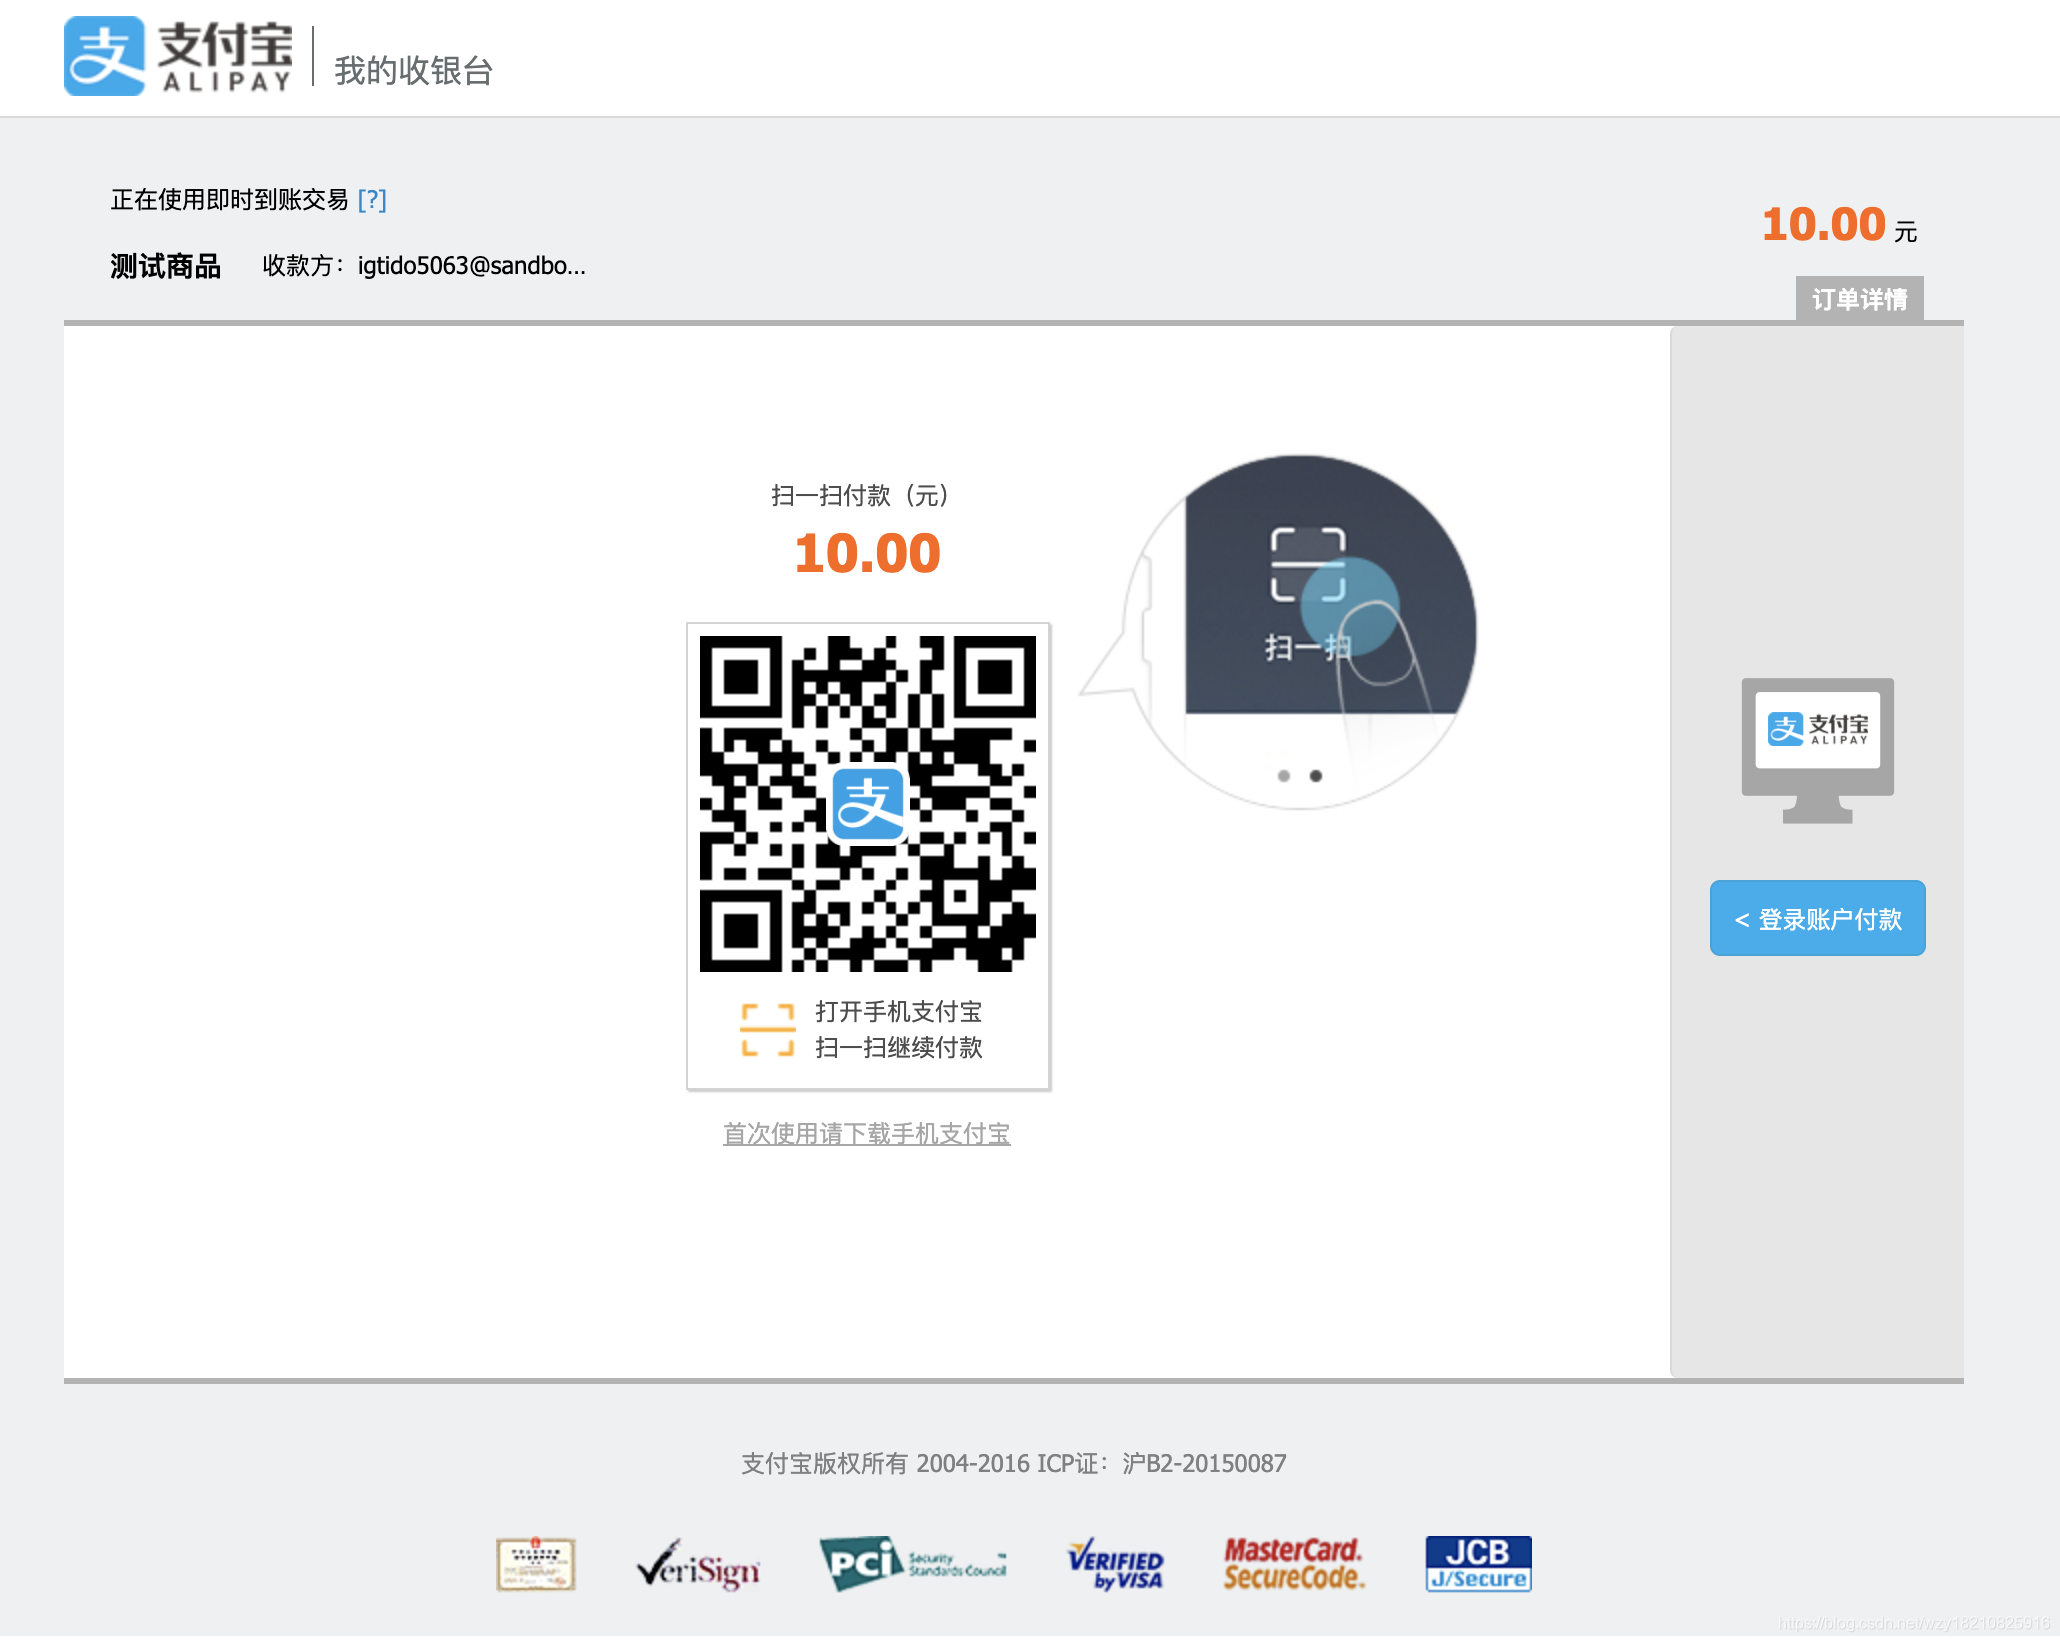 支付宝
ALIPAY
我的收银台
正在使用即时到账交易 [?]
10.00 元
测试商品 收款方：igtido5063@sandbo...
订单详情
扫一扫付款（元）
10.00
扫一扫
支
支付宝
ALIPAY
< 登录账户付款
打开手机支付宝
扫一扫继续付款
首次使用请下载手机支付宝
支付宝版权所有 2004-2016 ICP证：沪B2-20150087
VeriSign
PCI Security Standards Council
VERIFIED by VISA
MasterCard. SecureCode.
JCB
J/Secure
https://blog.csdn.net/wzy18210825916